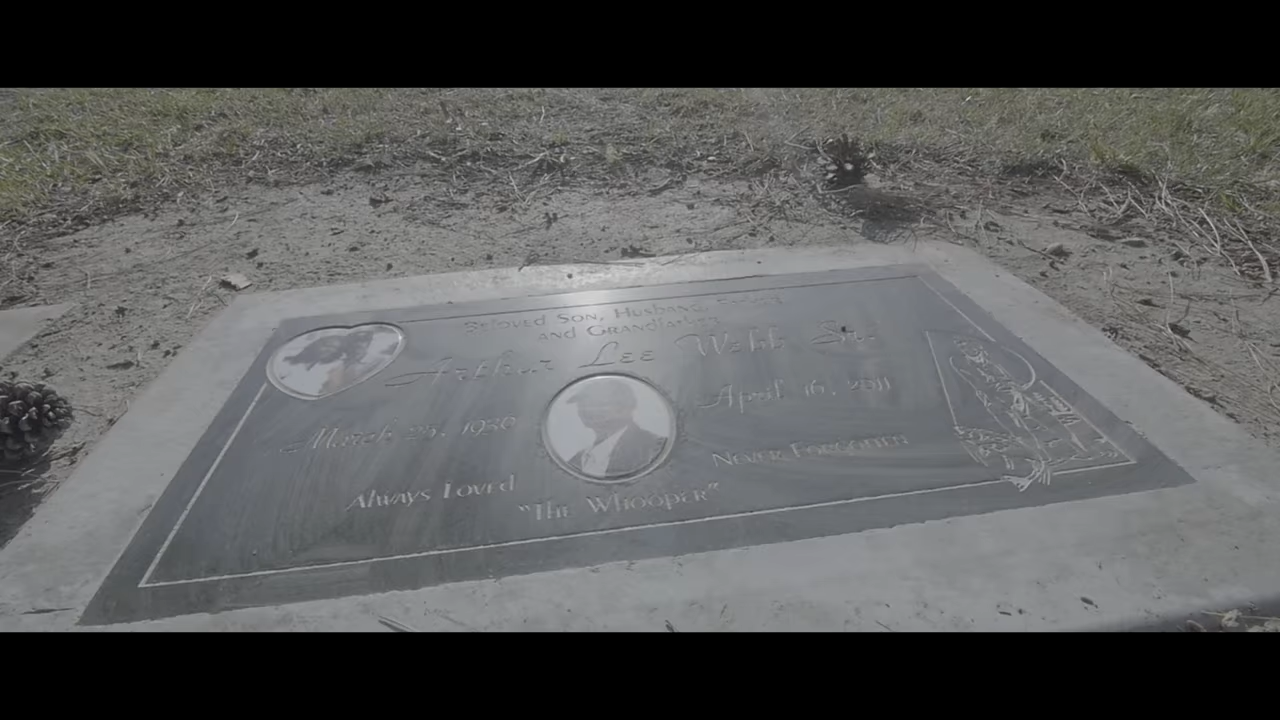 Beloved Son, Husband, Father
and Grandfather
Arthur Lee Webb Sr.
March 25, 1930
April 16, 2011
Always Loved
Never Forgotten
"The Whooper"